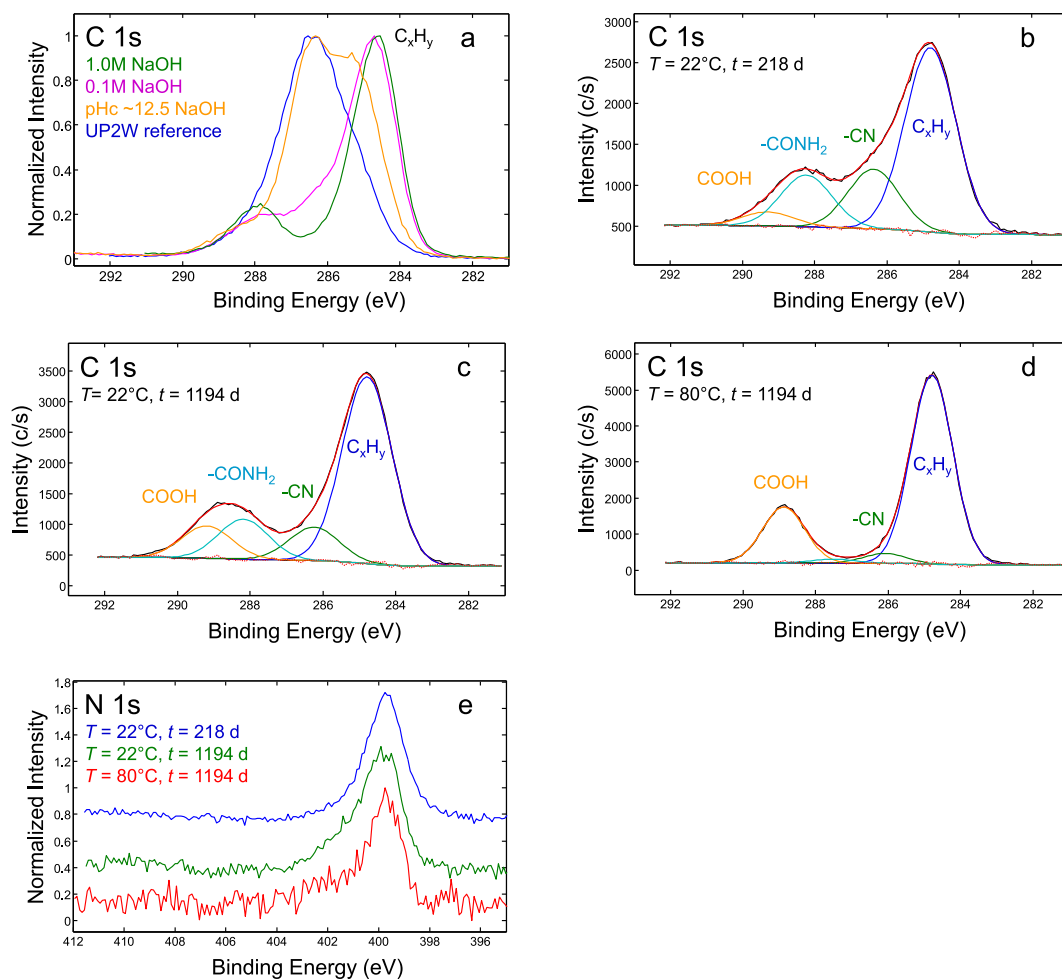 C 1s
a
CxHy
1.0M NaOH
0.1M NaOH
pHc ~12.5 NaOH
UP2W reference
Normalized Intensity
1
0.8
0.6
0.4
0.2
0
292 290 288 286 284 282
Binding Energy (eV)
C 1s
b
T = 22°C, t = 218 d
COOH
-CONH2
-CN
CxHy
Intensity (c/s)
3000
2500
2000
1500
1000
500
0
292 290 288 286 284 282
Binding Energy (eV)
C 1s
c
T= 22°C, t = 1194 d
COOH
-CONH2
-CN
CxHy
Intensity (c/s)
3500
3000
2500
2000
1500
1000
500
0
292 290 288 286 284 282
Binding Energy (eV)
C 1s
d
T = 80°C, t = 1194 d
COOH
-CN
CxHy
Intensity (c/s)
6000
5000
4000
3000
2000
1000
0
292 290 288 286 284 282
Binding Energy (eV)
N 1s
e
T = 22°C, t = 218 d
T = 22°C, t = 1194 d
T = 80°C, t = 1194 d
Normalized Intensity
1.8
1.6
1.4
1.2
1
0.8
0.6
0.4
0.2
0
412 410 408 406 404 402 400 398 396
Binding Energy (eV)